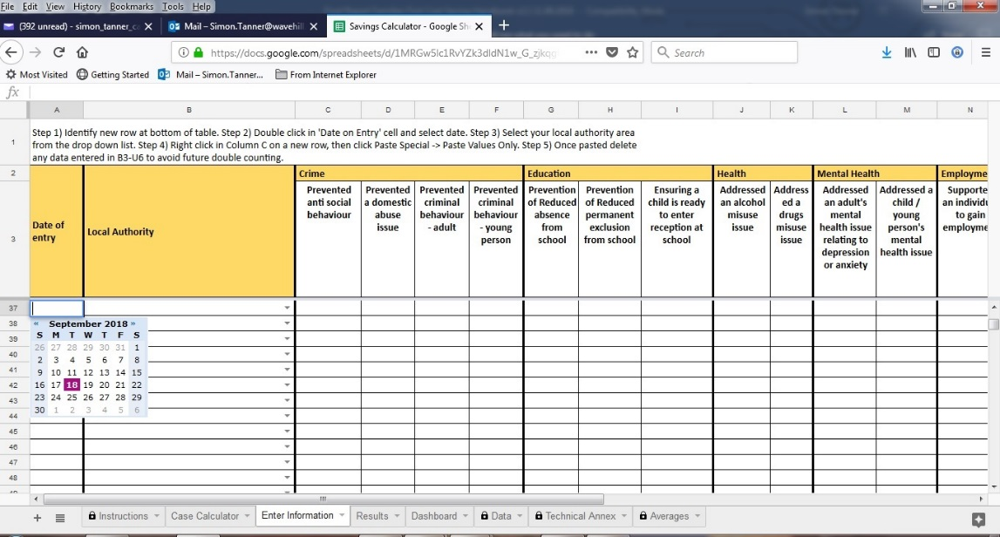 File Edit View History Bookmarks Tools Help
(392 unread) - simon_tanner_c
Mail – Simon.Tanner@wavehill
Savings Calculator - Google Sh
https://docs.google.com/spreadsheets/d/1MRGw5Ic1RvYZk3dIdN1w_G_zjkqo
Search
Most Visited Getting Started Mail – Simon.Tanner... From Internet Explorer
fx
A B C D E F G H I J K L M N
1
Step 1) Identify new row at bottom of table. Step 2) Double click in 'Date on Entry' cell and select date. Step 3) Select your local authority area
from the drop down list. Step 4) Right click in Column C on a new row, then click Paste Special -> Paste Values Only. Step 5) Once pasted delete
any data entered in B3-U6 to avoid future double counting.
2 Crime Education Health Mental Health Employme
3
Date of
entry
Local Authority
Prevented
anti social
behaviour
Prevented
a domestic
abuse
issue
Prevented
criminal
behaviour
- adult
Prevented
criminal
behaviour
- young
person
Prevention
of Reduced
absence
from
school
Prevention
of Reduced
permanent
exclusion
from school
Ensuring a
child is ready
to enter
reception at
school
Addressed
an alcohol
misuse
issue
Address
ed a
drugs
misuse
issue
Addressed
an adult's
mental
health issue
relating to
depression
or anxiety
Addressed a
child /
young
person's
mental
health issue
Supporte
an individu
to gain
employme
37
38
39
40
41
42
43
44
45
46
47
48
« September 2018 »
S M T W T F S
26 27 28 29 30 31 1
2 3 4 5 6 7 8
9 10 11 12 13 14 15
16 17 18 19 20 21 22
23 24 25 26 27 28 29
30 1 2 3 4 5 6
Instructions Case Calculator Enter Information Results Dashboard Data Technical Annex Averages